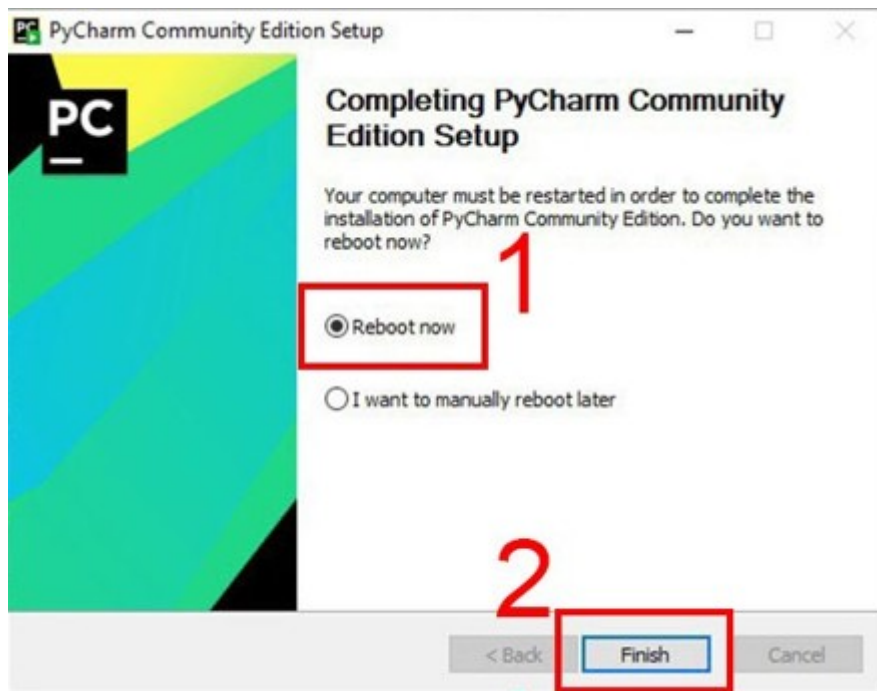 PyCharm Community Edition Setup
PC
Completing PyCharm Community
Edition Setup
Your computer must be restarted in order to complete the
installation of PyCharm Community Edition. Do you want to
reboot now?
1
Reboot now
I want to manually reboot later
2
< Back
Finish
Cancel